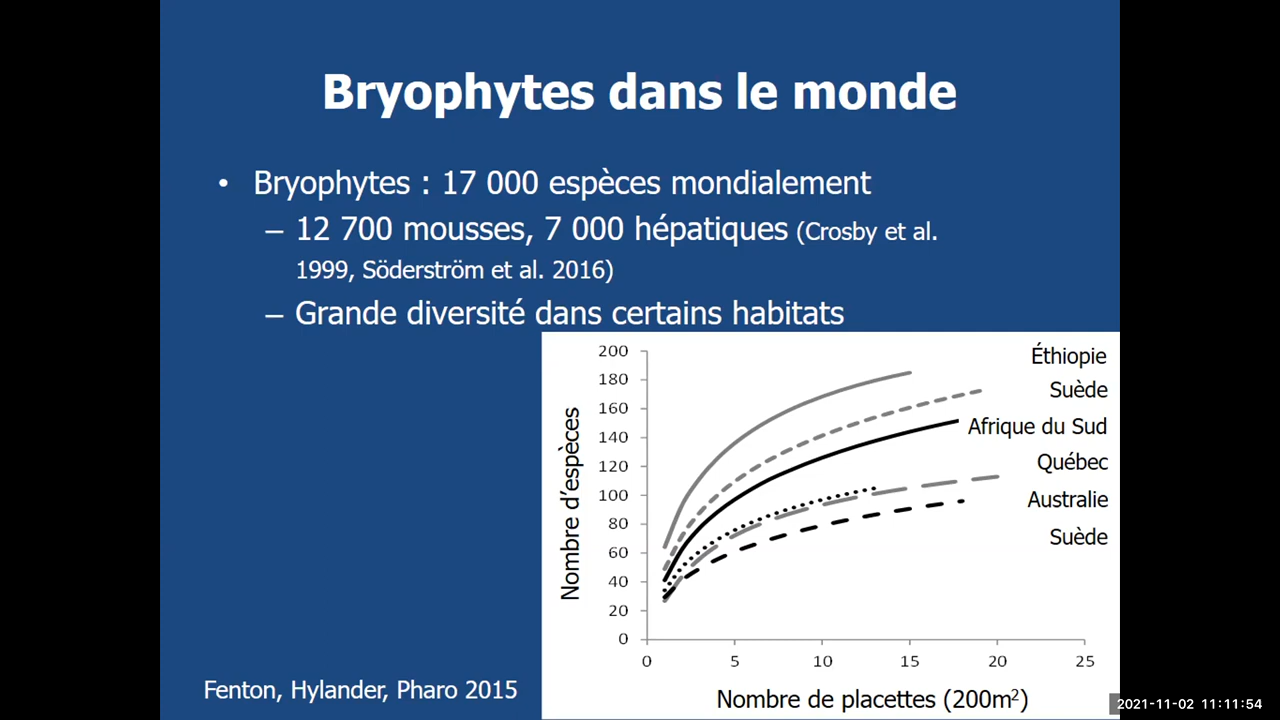 Bryophytes dans le monde
• Bryophytes : 17 000 espèces mondialement
– 12 700 mousses, 7 000 hépatiques (Crosby et al.
1999, Söderström et al. 2016)
– Grande diversité dans certains habitats
Nombre d'espèces
200
180
160
140
120
100
80
60
40
20
0
0 5 10 15 20 25
Nombre de placettes (200m²)
Éthiopie
Suède
Afrique du Sud
Québec
Australie
Suède
Fenton, Hylander, Pharo 2015
2021-11-02 11:11:54